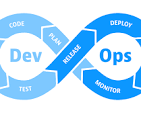 CODE
DEPLOY
PLAN
Dev
RELEASE
Ops
TEST
MONITOR